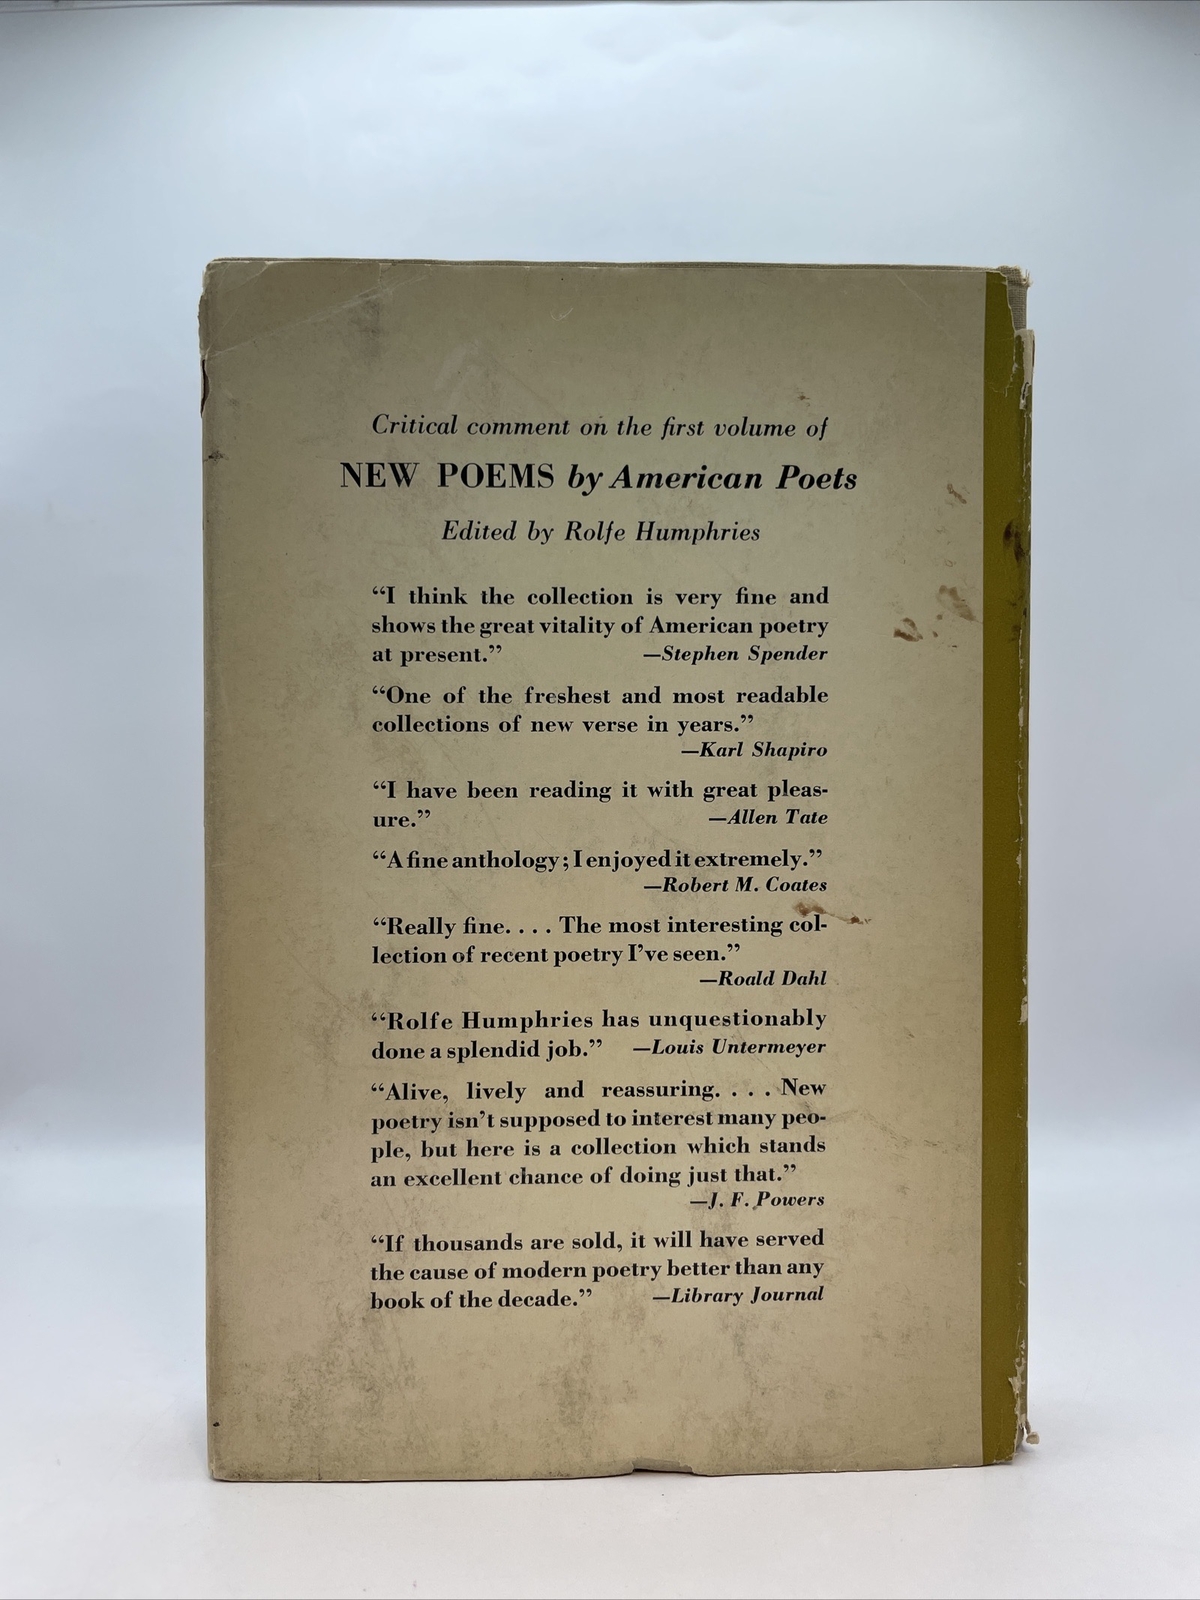 Critical comment on the first volume of
NEW POEMS by American Poets
Edited by Rolfe Humphries
“I think the collection is very fine and
shows the great vitality of American poetry
at present.” —Stephen Spender
“One of the freshest and most readable
collections of new verse in years.”
—Karl Shapiro
“I have been reading it with great pleas-
ure.” —Allen Tate
“A fine anthology; I enjoyed it extremely.”
—Robert M. Coates
“Really fine. . . . The most interesting col-
lection of recent poetry I’ve seen.”
—Roald Dahl
“Rolfe Humphries has unquestionably
done a splendid job.” —Louis Untermeyer
“Alive, lively and reassuring. . . . New
poetry isn’t supposed to interest many peo-
ple, but here is a collection which stands
an excellent chance of doing just that.”
—J. F. Powers
“If thousands are sold, it will have served
the cause of modern poetry better than any
book of the decade.” —Library Journal